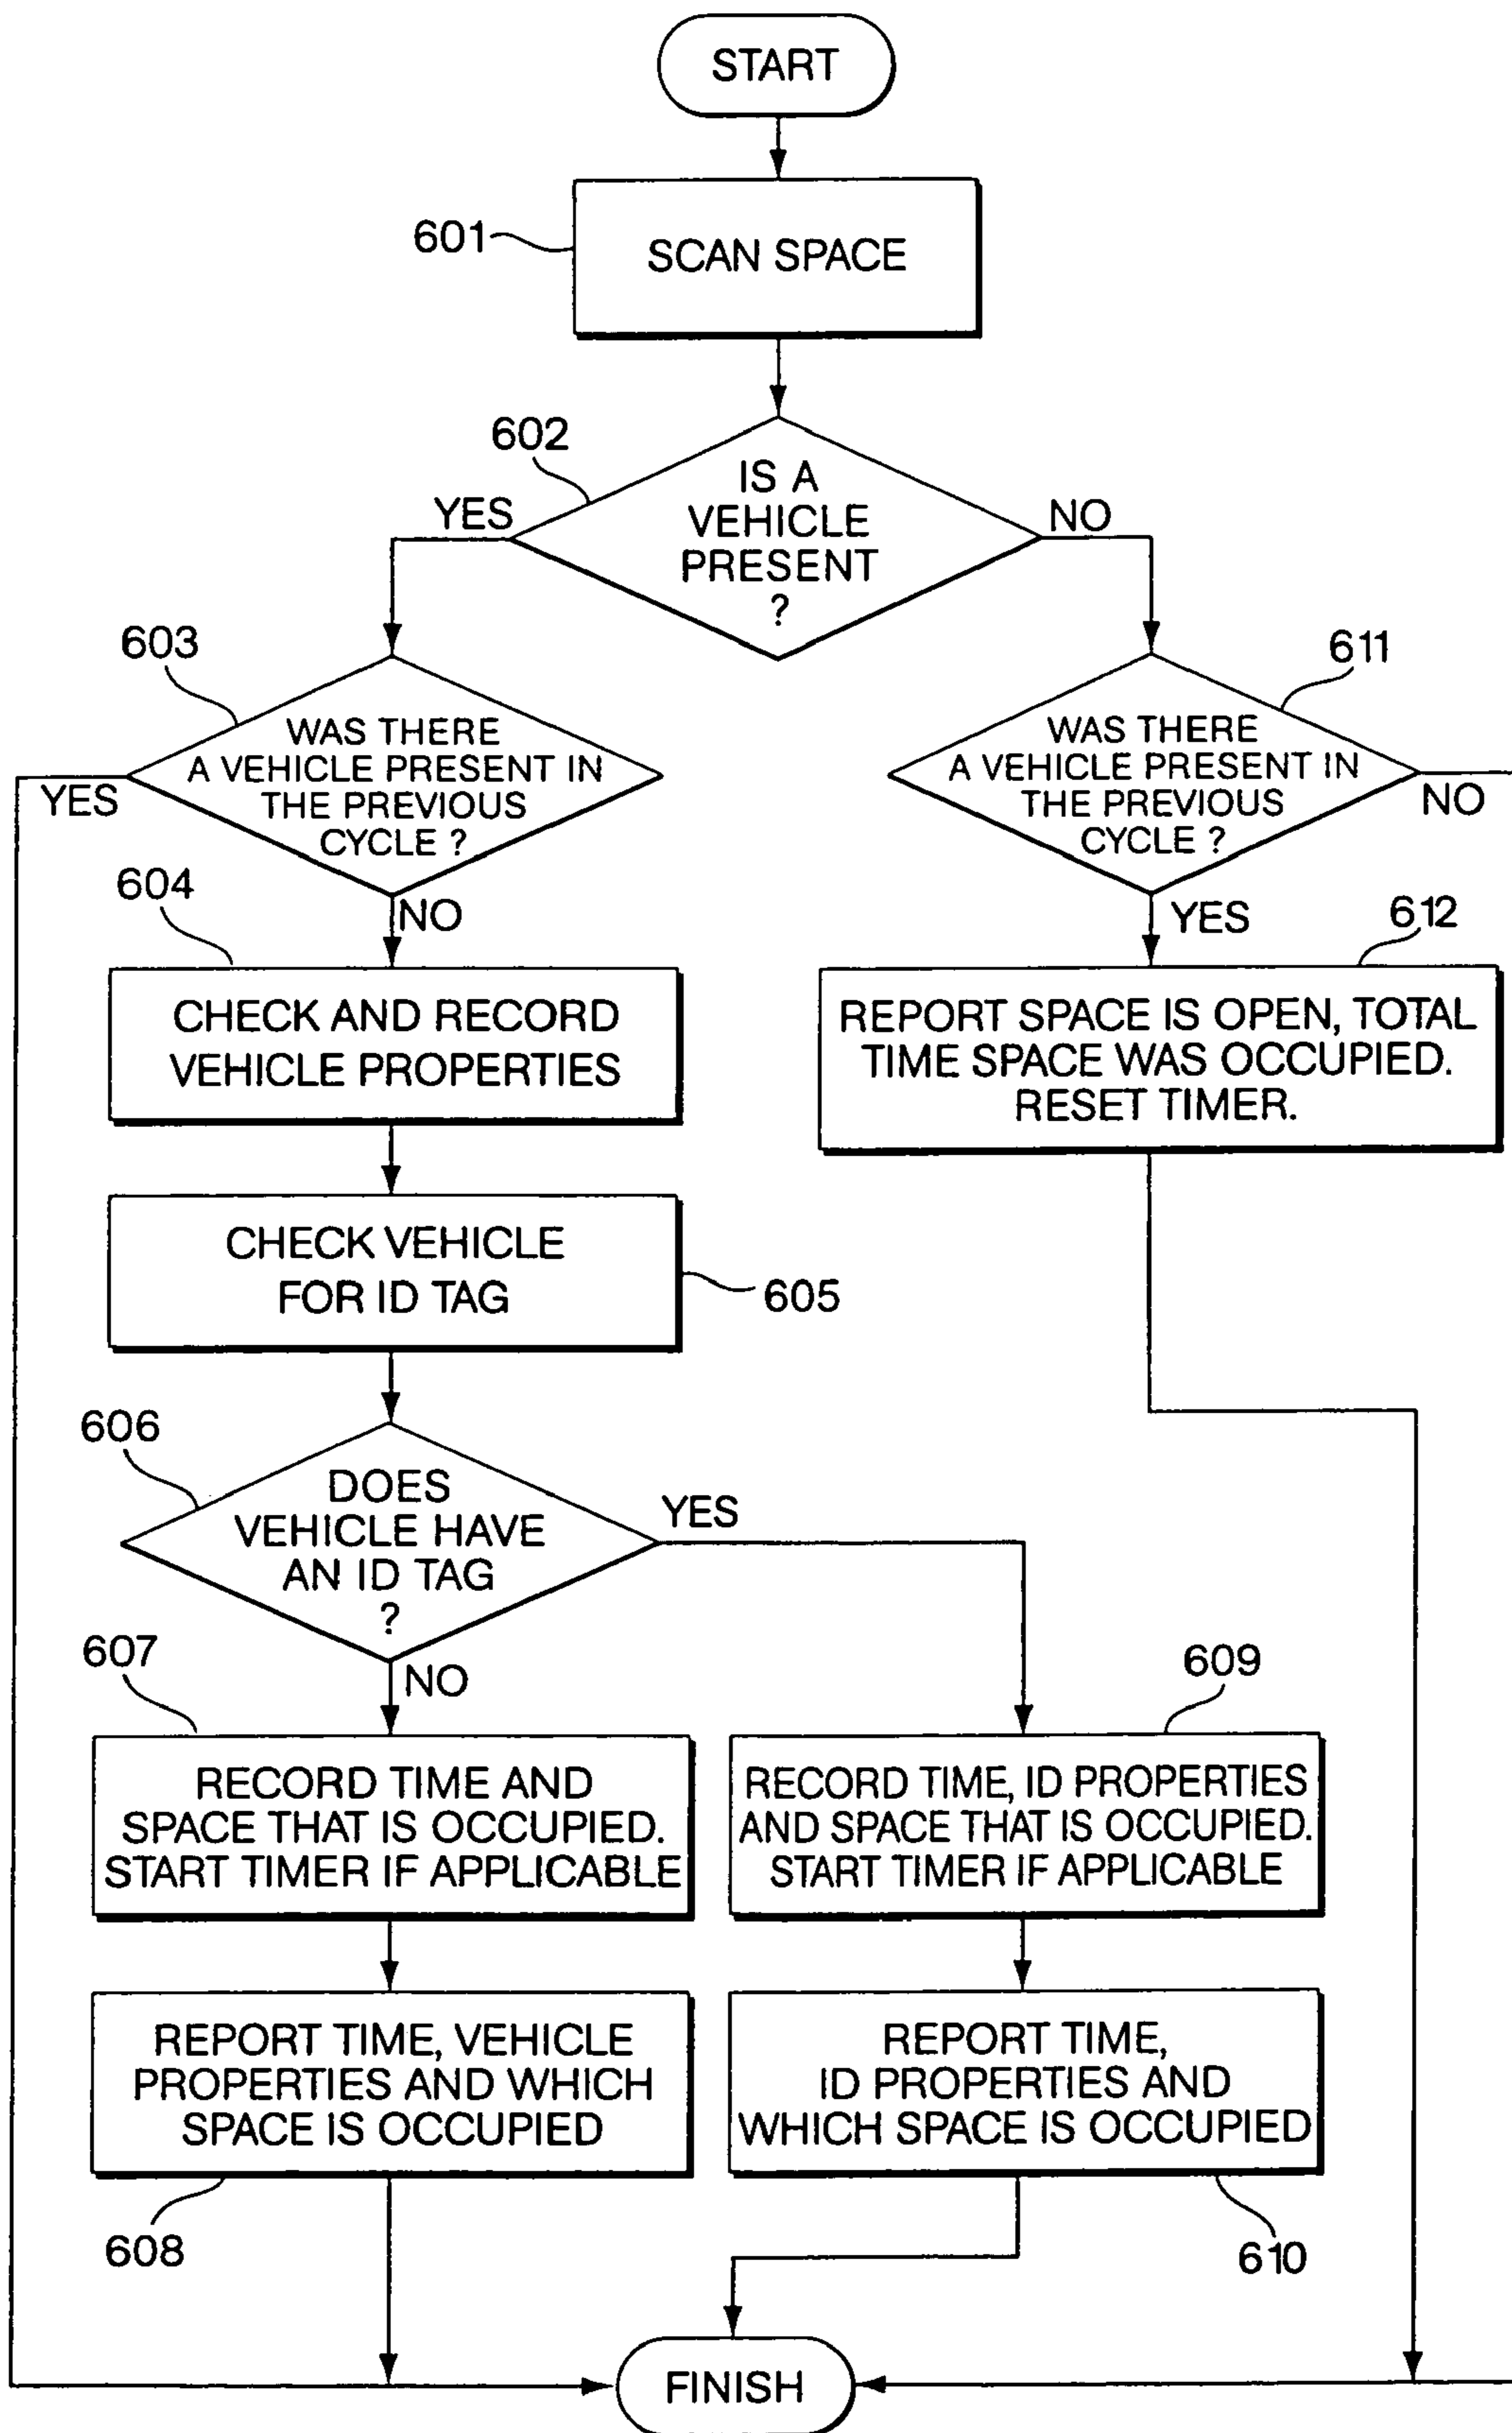 START
601
SCAN SPACE
602
IS A
VEHICLE
PRESENT
?
YES
NO
603
WAS THERE
A VEHICLE PRESENT IN
THE PREVIOUS
CYCLE ?
YES
NO
611
WAS THERE
A VEHICLE PRESENT IN
THE PREVIOUS
CYCLE ?
NO
YES
604
CHECK AND RECORD
VEHICLE PROPERTIES
612
REPORT SPACE IS OPEN, TOTAL
TIME SPACE WAS OCCUPIED.
RESET TIMER.
CHECK VEHICLE
FOR ID TAG
605
606
DOES
VEHICLE HAVE
AN ID TAG
?
YES
NO
607
RECORD TIME AND
SPACE THAT IS OCCUPIED.
START TIMER IF APPLICABLE
609
RECORD TIME, ID PROPERTIES
AND SPACE THAT IS OCCUPIED.
START TIMER IF APPLICABLE
REPORT TIME, VEHICLE
PROPERTIES AND WHICH
SPACE IS OCCUPIED
608
REPORT TIME,
ID PROPERTIES AND
WHICH SPACE IS OCCUPIED
610
FINISH